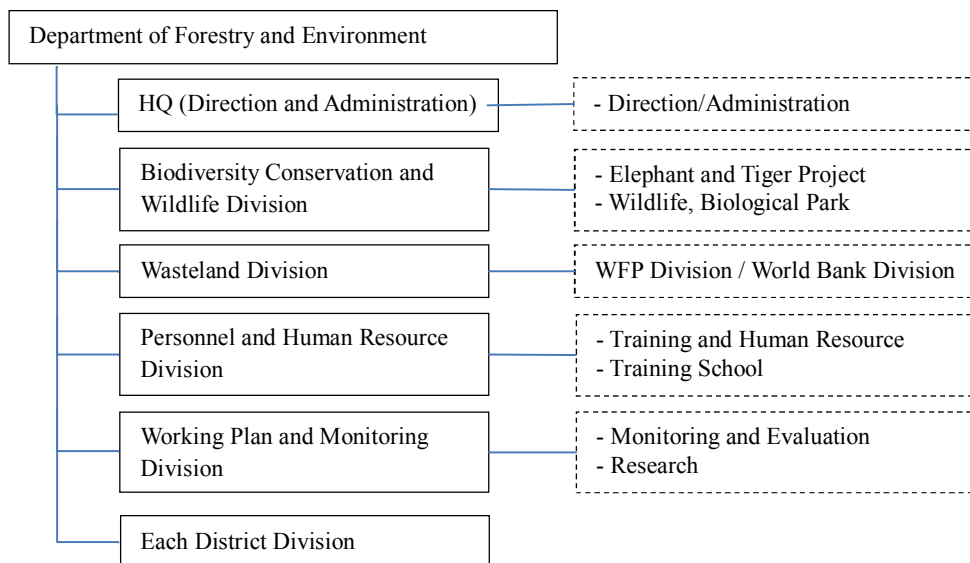 Department of Forestry and Environment
HQ (Direction and Administration)
- Direction/Administration
Biodiversity Conservation and
Wildlife Division
- Elephant and Tiger Project
- Wildlife, Biological Park
Wasteland Division
WFP Division / World Bank Division
Personnel and Human Resource
Division
- Training and Human Resource
- Training School
Working Plan and Monitoring
Division
- Monitoring and Evaluation
- Research
Each District Division